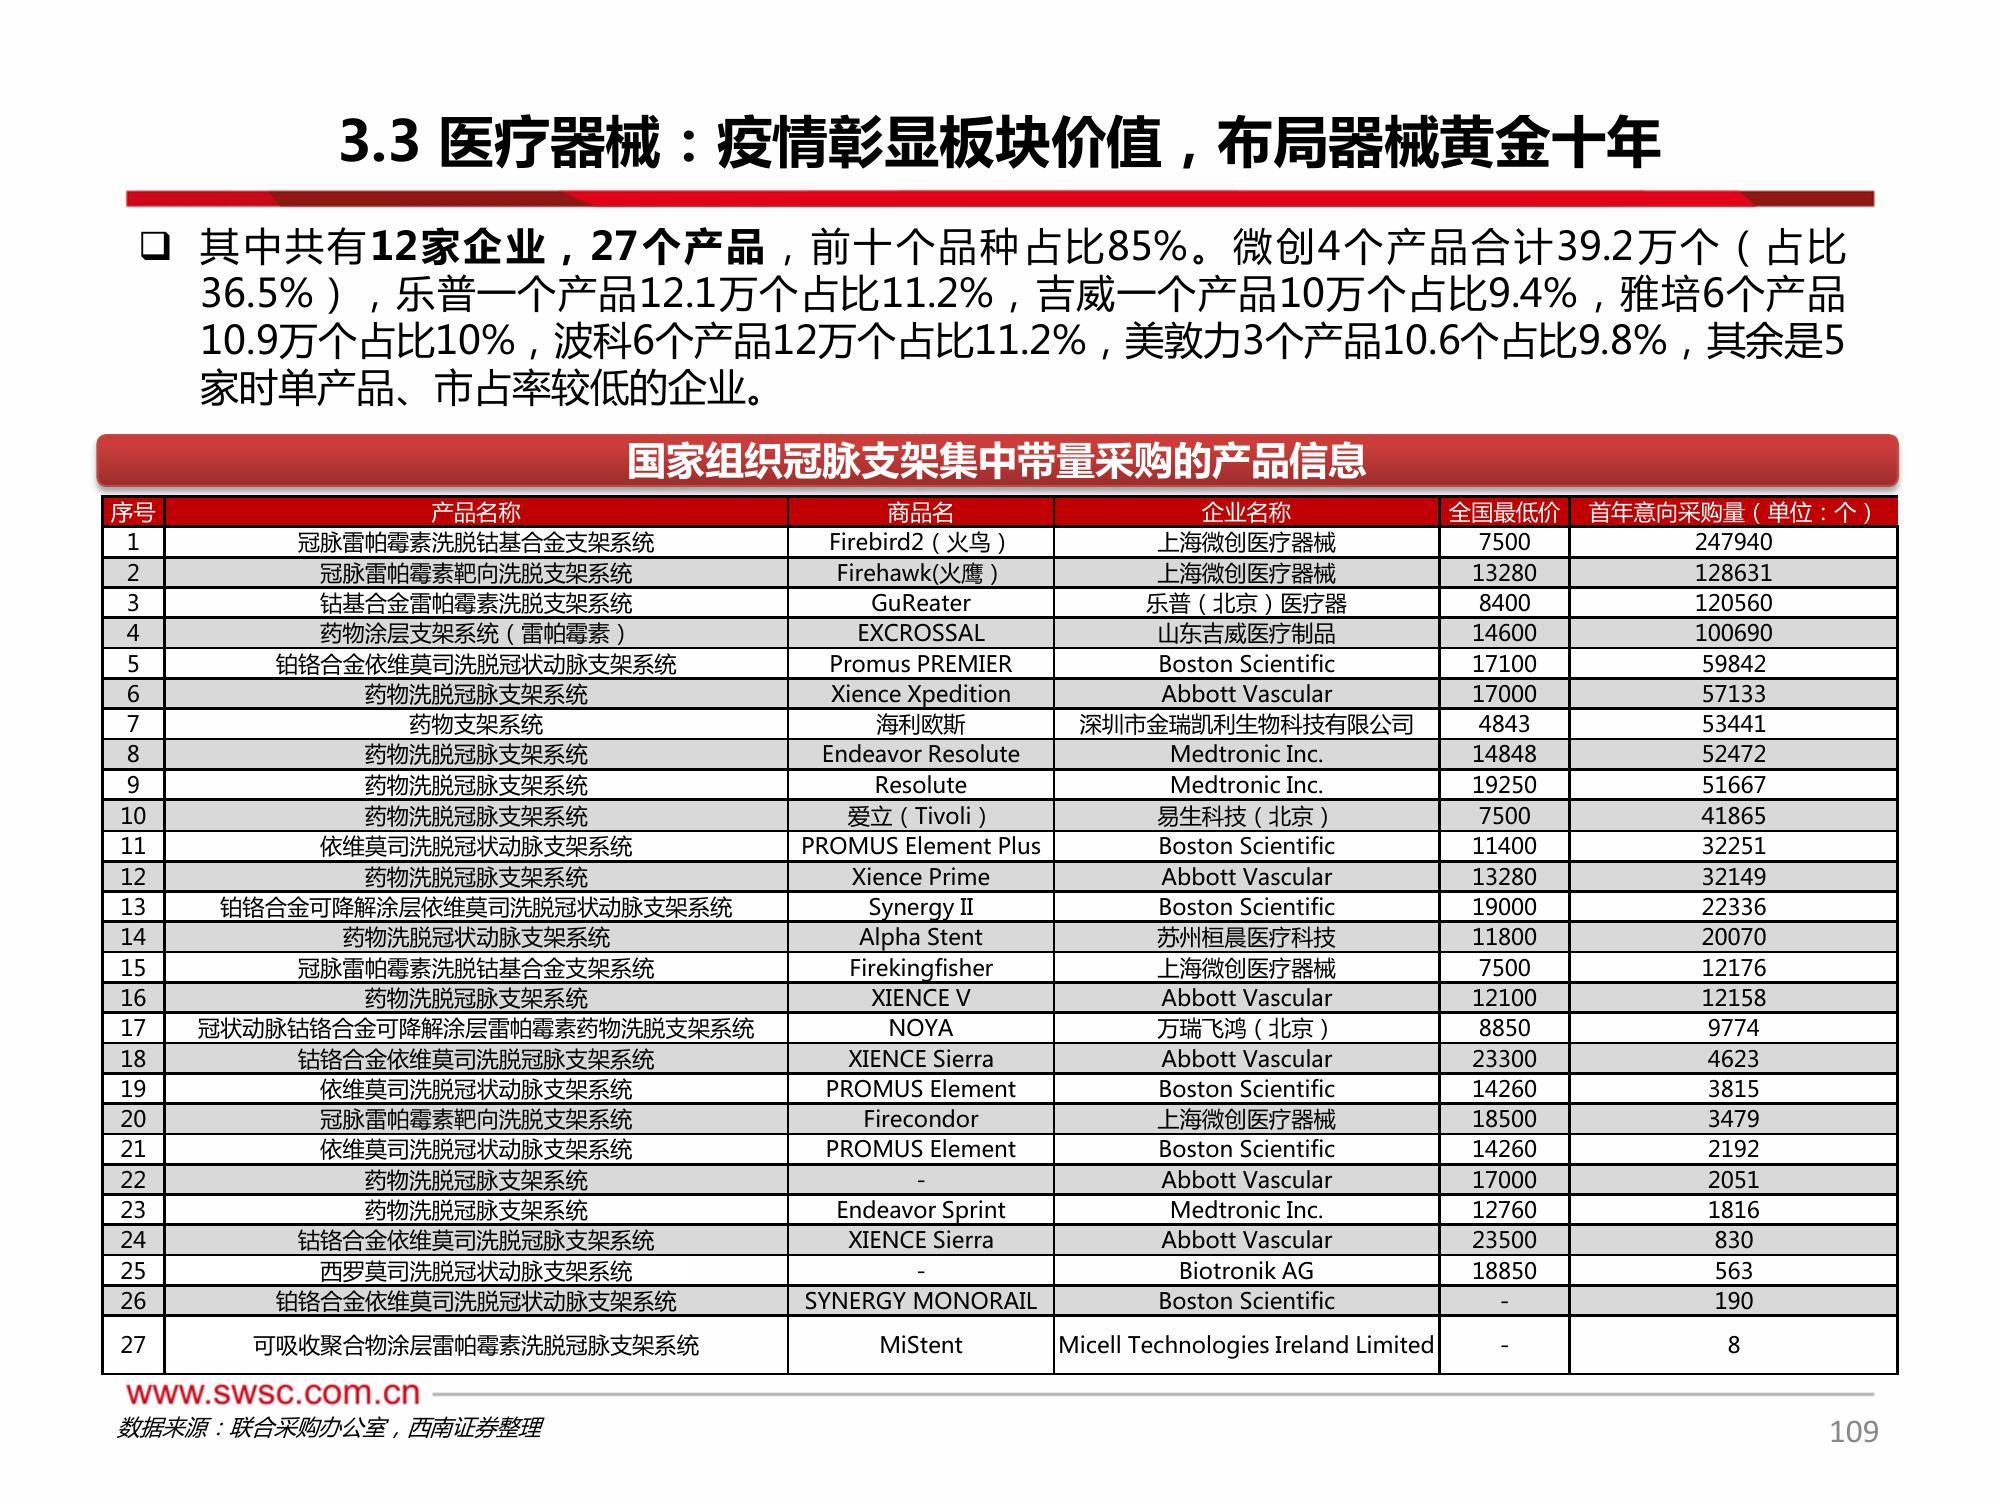 3.3 医疗器械：疫情彰显板块价值，布局器械黄金十年
❑ 其中共有12家企业，27个产品，前十个品种占比85%。微创4个产品合计39.2万个（占比
36.5%），乐普一个产品12.1万个占比11.2%，吉威一个产品10万个占比9.4%，雅培6个产品
10.9万个占比10%，波科6个产品12万个占比11.2%，美敦力3个产品10.6个占比9.8%，其余是5
家时单产品、市占率较低的企业。
国家组织冠脉支架集中带量采购的产品信息
序号 产品名称 商品名 企业名称 全国最低价 首年意向采购量（单位：个）
1 冠脉雷帕霉素洗脱钴基合金支架系统 Firebird2（火鸟） 上海微创医疗器械 7500 247940
2 冠脉雷帕霉素靶向洗脱支架系统 Firehawk(火鹰） 上海微创医疗器械 13280 128631
3 钴基合金雷帕霉素洗脱支架系统 GuReater 乐普（北京）医疗器 8400 120560
4 药物涂层支架系统（雷帕霉素） EXCROSSAL 山东吉威医疗制品 14600 100690
5 铂铬合金依维莫司洗脱冠状动脉支架系统 Promus PREMIER Boston Scientific 17100 59842
6 药物洗脱冠脉支架系统 Xience Xpedition Abbott Vascular 17000 57133
7 药物支架系统 海利欧斯 深圳市金瑞凯利生物科技有限公司 4843 53441
8 药物洗脱冠脉支架系统 Endeavor Resolute Medtronic Inc. 14848 52472
9 药物洗脱冠脉支架系统 Resolute Medtronic Inc. 19250 51667
10 药物洗脱冠脉支架系统 爱立（Tivoli） 易生科技（北京） 7500 41865
11 依维莫司洗脱冠状动脉支架系统 PROMUS Element Plus Boston Scientific 11400 32251
12 药物洗脱冠脉支架系统 Xience Prime Abbott Vascular 13280 32149
13 铂铬合金可降解涂层依维莫司洗脱冠状动脉支架系统 Synergy II Boston Scientific 19000 22336
14 药物洗脱冠状动脉支架系统 Alpha Stent 苏州桓晨医疗科技 11800 20070
15 冠脉雷帕霉素洗脱钴基合金支架系统 Firekingfisher 上海微创医疗器械 7500 12176
16 药物洗脱冠脉支架系统 XIENCE V Abbott Vascular 12100 12158
17 冠状动脉钴铬合金可降解涂层雷帕霉素药物洗脱支架系统 NOYA 万瑞飞鸿（北京） 8850 9774
18 钴铬合金依维莫司洗脱冠脉支架系统 XIENCE Sierra Abbott Vascular 23300 4623
19 依维莫司洗脱冠状动脉支架系统 PROMUS Element Boston Scientific 14260 3815
20 冠脉雷帕霉素靶向洗脱支架系统 Firecondor 上海微创医疗器械 18500 3479
21 依维莫司洗脱冠状动脉支架系统 PROMUS Element Boston Scientific 14260 2192
22 药物洗脱冠脉支架系统 - Abbott Vascular 17000 2051
23 药物洗脱冠脉支架系统 Endeavor Sprint Medtronic Inc. 12760 1816
24 钴铬合金依维莫司洗脱冠脉支架系统 XIENCE Sierra Abbott Vascular 23500 830
25 西罗莫司洗脱冠状动脉支架系统 - Biotronik AG 18850 563
26 铂铬合金依维莫司洗脱冠状动脉支架系统 SYNERGY MONORAIL Boston Scientific - 190
27 可吸收聚合物涂层雷帕霉素洗脱冠脉支架系统 MiStent Micell Technologies Ireland Limited - 8
www.swsc.com.cn
数据来源：联合采购办公室，西南证券整理
109